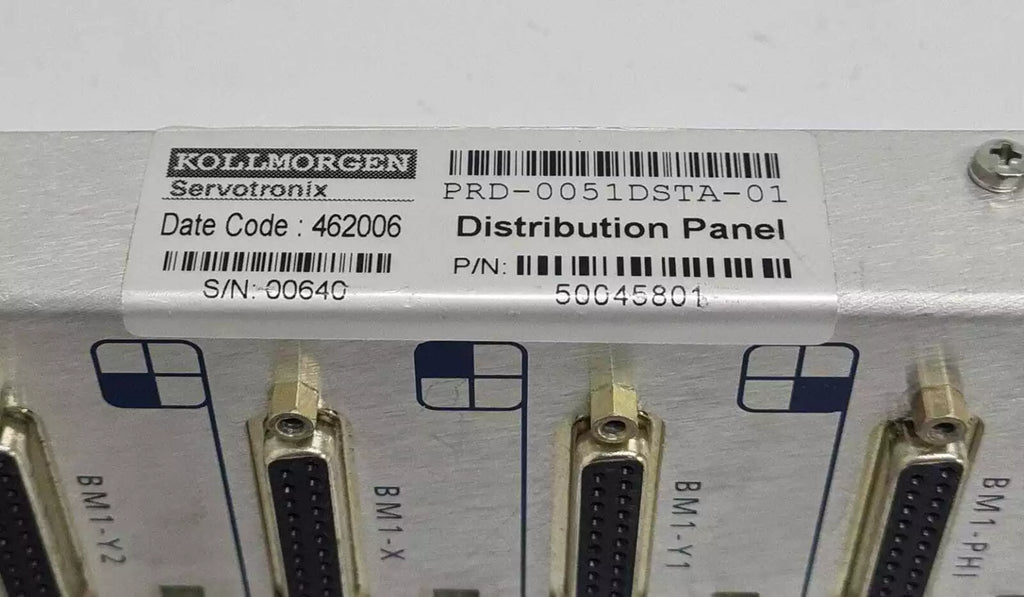 KOLLMORGEN
Servotronix
Date Code : 462006
S/N: 00640
PRD-0051DSTA-01
Distribution Panel
P/N:
50045801
BM1-Y2
BM1-X
BM1-Y1
BM1-PHI